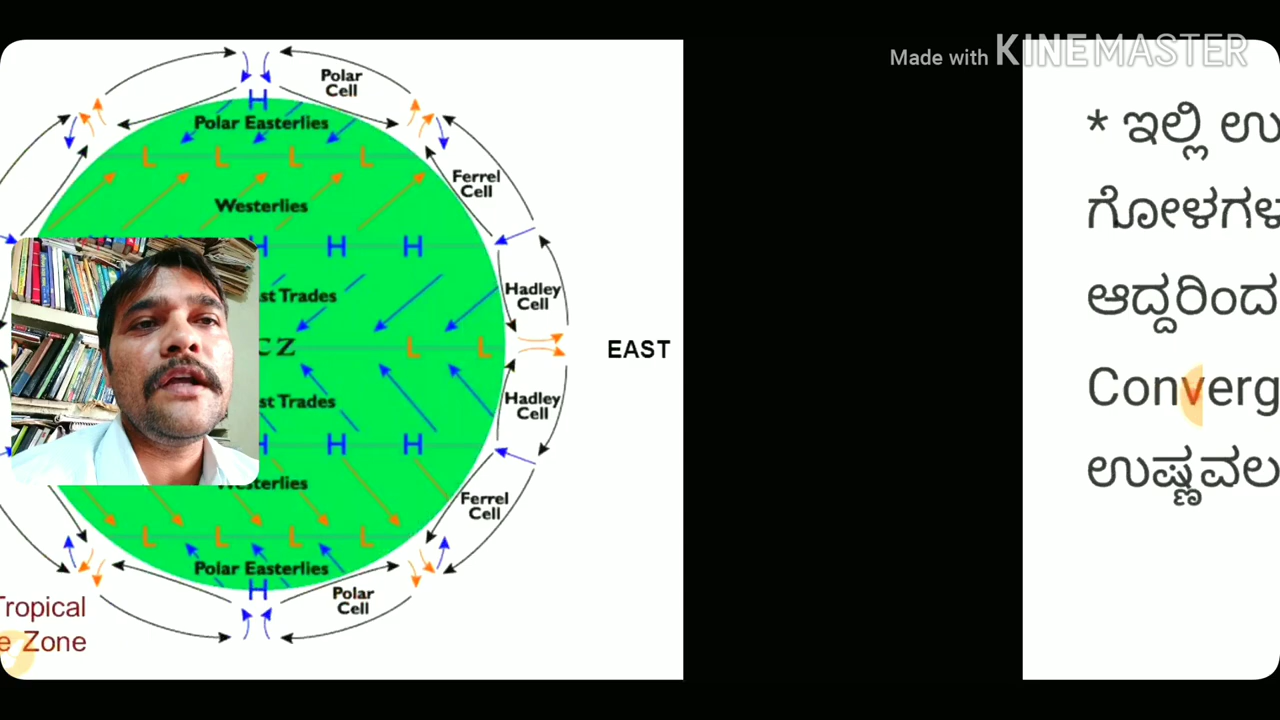 Made with KINEMASTER
Polar
Cell
H
Polar Easterlies
L L L L
Ferrel
Cell
Westerlies
H H H
Hadley
Cell
st Trades
C Z L L
EAST
st Trades
Hadley
Cell
H H H
Westerlies
Ferrel
Cell
L L L L
Polar Easterlies
H
Polar
Cell
Tropical
e Zone
* ಇಲ್ಲಿ ಉ
ಗೋಳಗಳ
ಆದ್ದರಿಂದ
Converg
ಉಷ್ಣವಲ